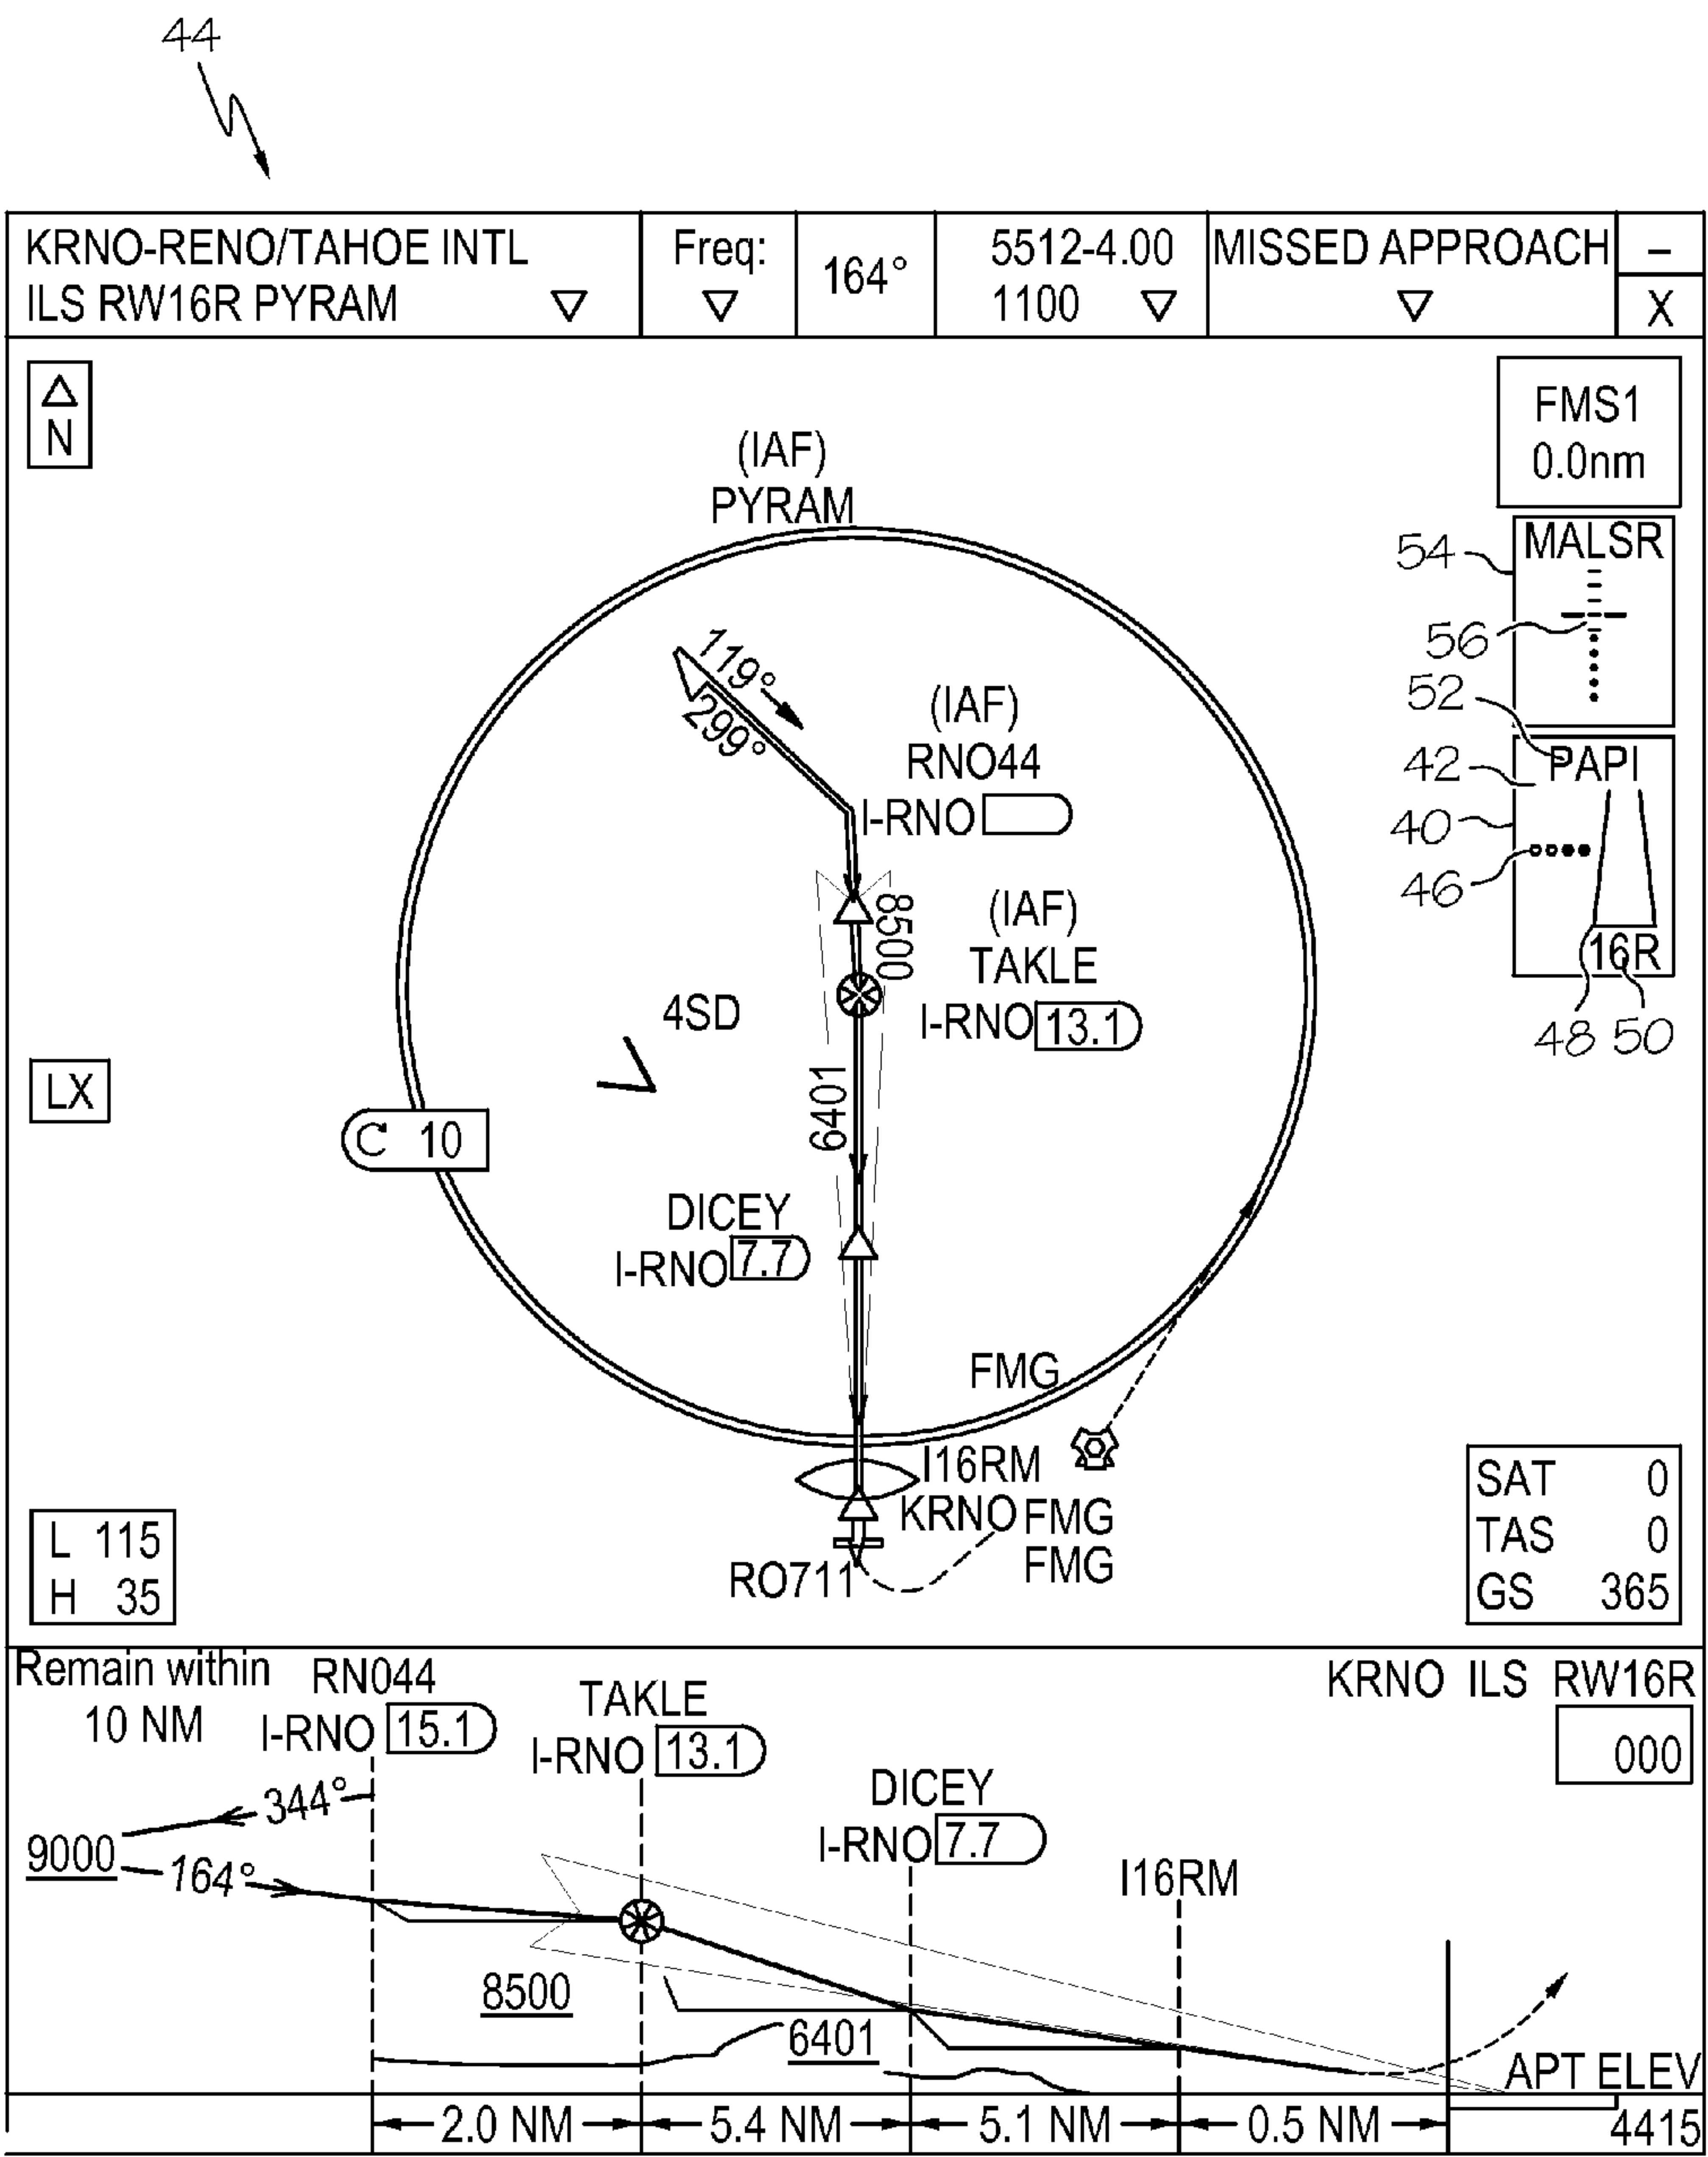 44
KRNO-RENO/TAHOE INTL
ILS RW16R PYRAM
Freq:
164°
5512-4.00
1100
MISSED APPROACH
–
X
N
FMS1
0.0nm
(IAF)
PYRAM
54
MALSR
56
119°
299°
52
(IAF)
RNO44
I-RNO
42
PAPI
40
46
8500
(IAF)
TAKLE
I-RNO 13.1
16R
48
50
4SD
LX
6401
10
DICEY
I-RNO 7.7
FMG
I16RM
KRNO FMG
FMG
RO711
L 115
H 35
SAT 0
TAS 0
GS 365
Remain within
10 NM
RN044
I-RNO 15.1
TAKLE
I-RNO 13.1
KRNO ILS RW16R
000
DICEY
I-RNO 7.7
344°
9000
164°
I16RM
8500
6401
APT ELEV
4415
2.0 NM
5.4 NM
5.1 NM
0.5 NM